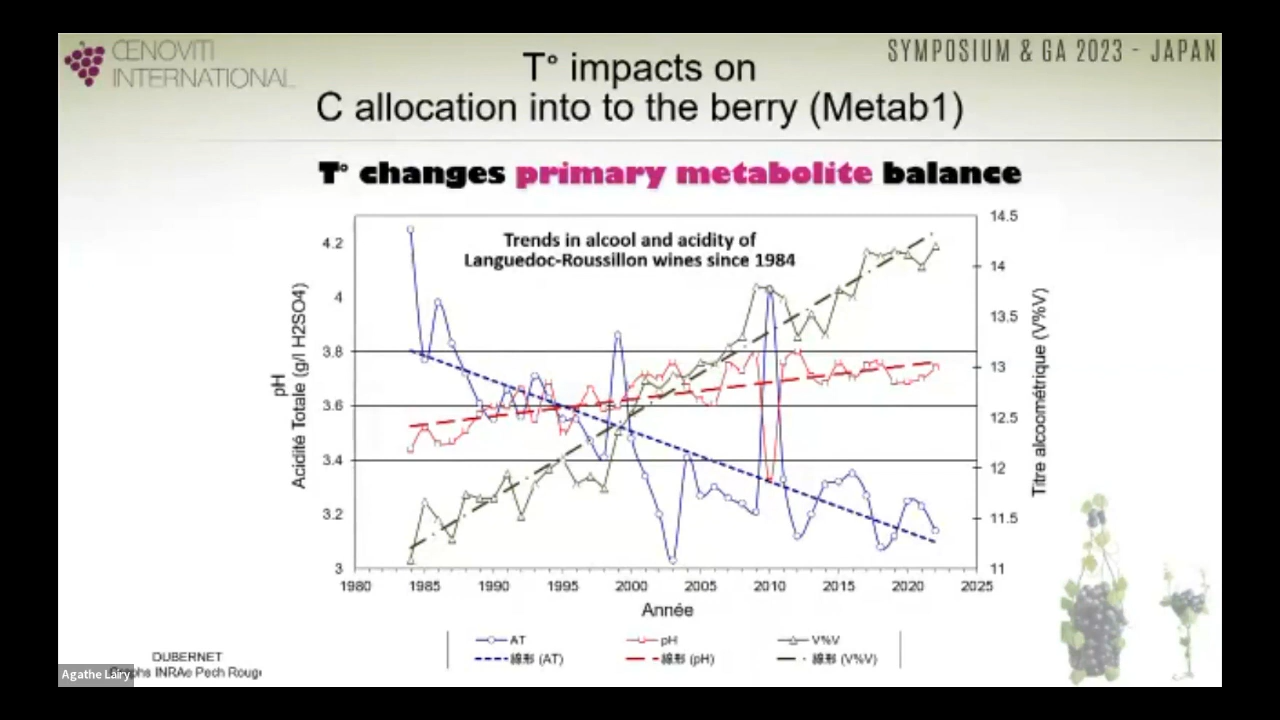 ŒNOVITI
INTERNATIONAL
SYMPOSIUM & GA 2023 - JAPAN
T° impacts on
C allocation into to the berry (Metab1)
T° changes primary metabolite balance
Trends in alcool and acidity of
Languedoc-Roussillon wines since 1984
pH
Acidité Totale (g/l H2SO4)
4.2
4
3.8
3.6
3.4
3.2
3
14.5
14
13.5
13
12.5
12
11.5
11
Titre alcoométrique (V%V)
1980 1985 1990 1995 2000 2005 2010 2015 2020 2025
Année
AT pH V%V
線形 (AT) 線形 (pH) 線形 (V%V)
DUBERNET
Graphs INRAe Pech Rouge
Agathe Lairy